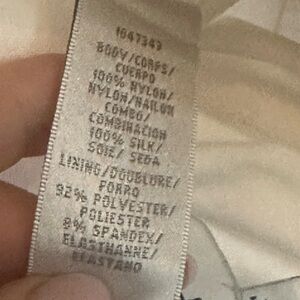 1047343
BODY/CORPS/
CUERPO
100% NYLON/
NYLON/NAILON
COMBO/
COMBINACION
100% SILK/
SOIE/ SEDA
LINING/DOUBLURE/
FORRO
92% POLYESTER/
POLIESTER
8% SPANDEX/
ELASTHANNE/
ELASTANO